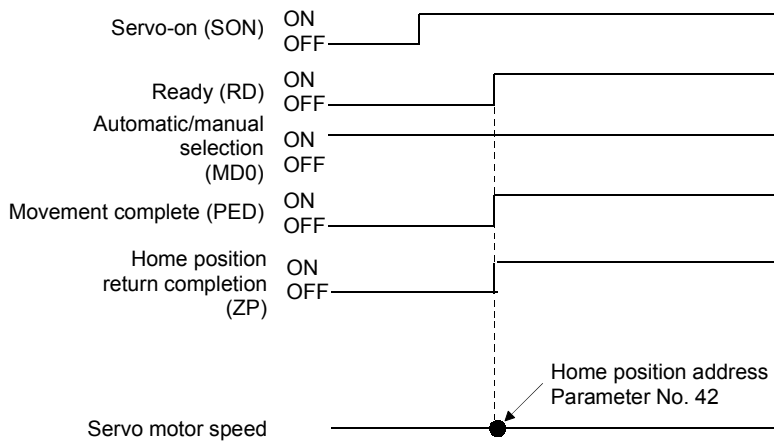 Servo-on (SON)
ON
OFF
Ready (RD)
ON
OFF
Automatic/manual
selection
(MD0)
ON
OFF
Movement complete (PED)
ON
OFF
Home position
return completion
(ZP)
ON
OFF
Home position address
Parameter No. 42
Servo motor speed